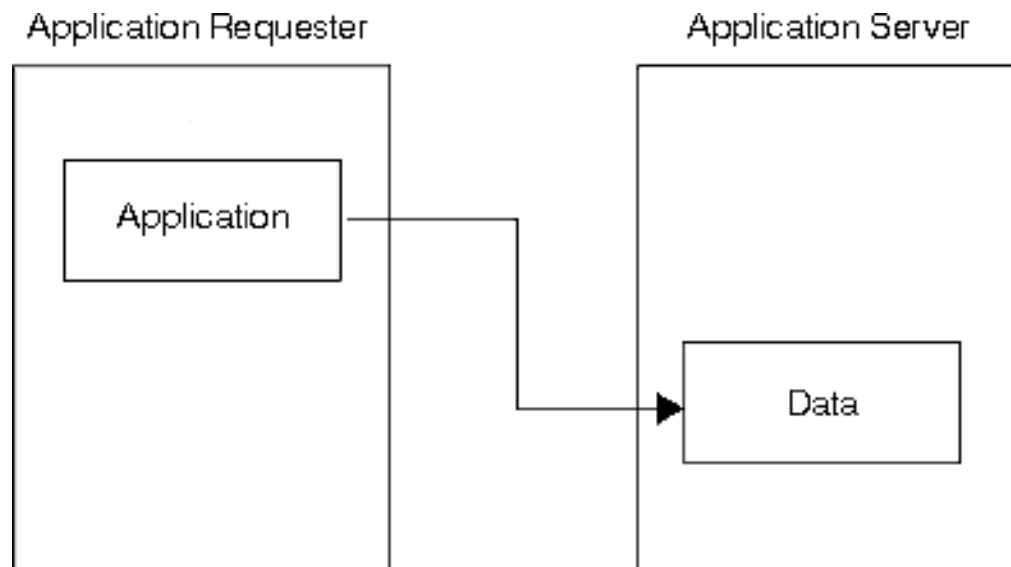 Application Requester
Application Server
Application
Data